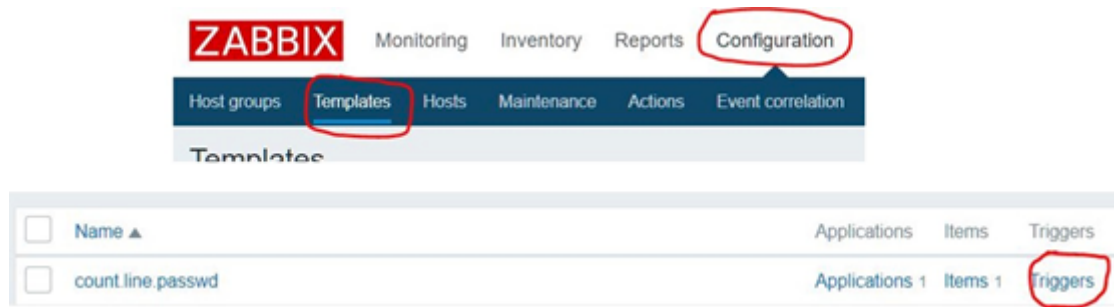 ZABBIX Monitoring Inventory Reports Configuration
Host groups Templates Hosts Maintenance Actions Event correlation
Templates
Name ▲ Applications Items Triggers
count.line.passwd Applications 1 Items 1 Triggers